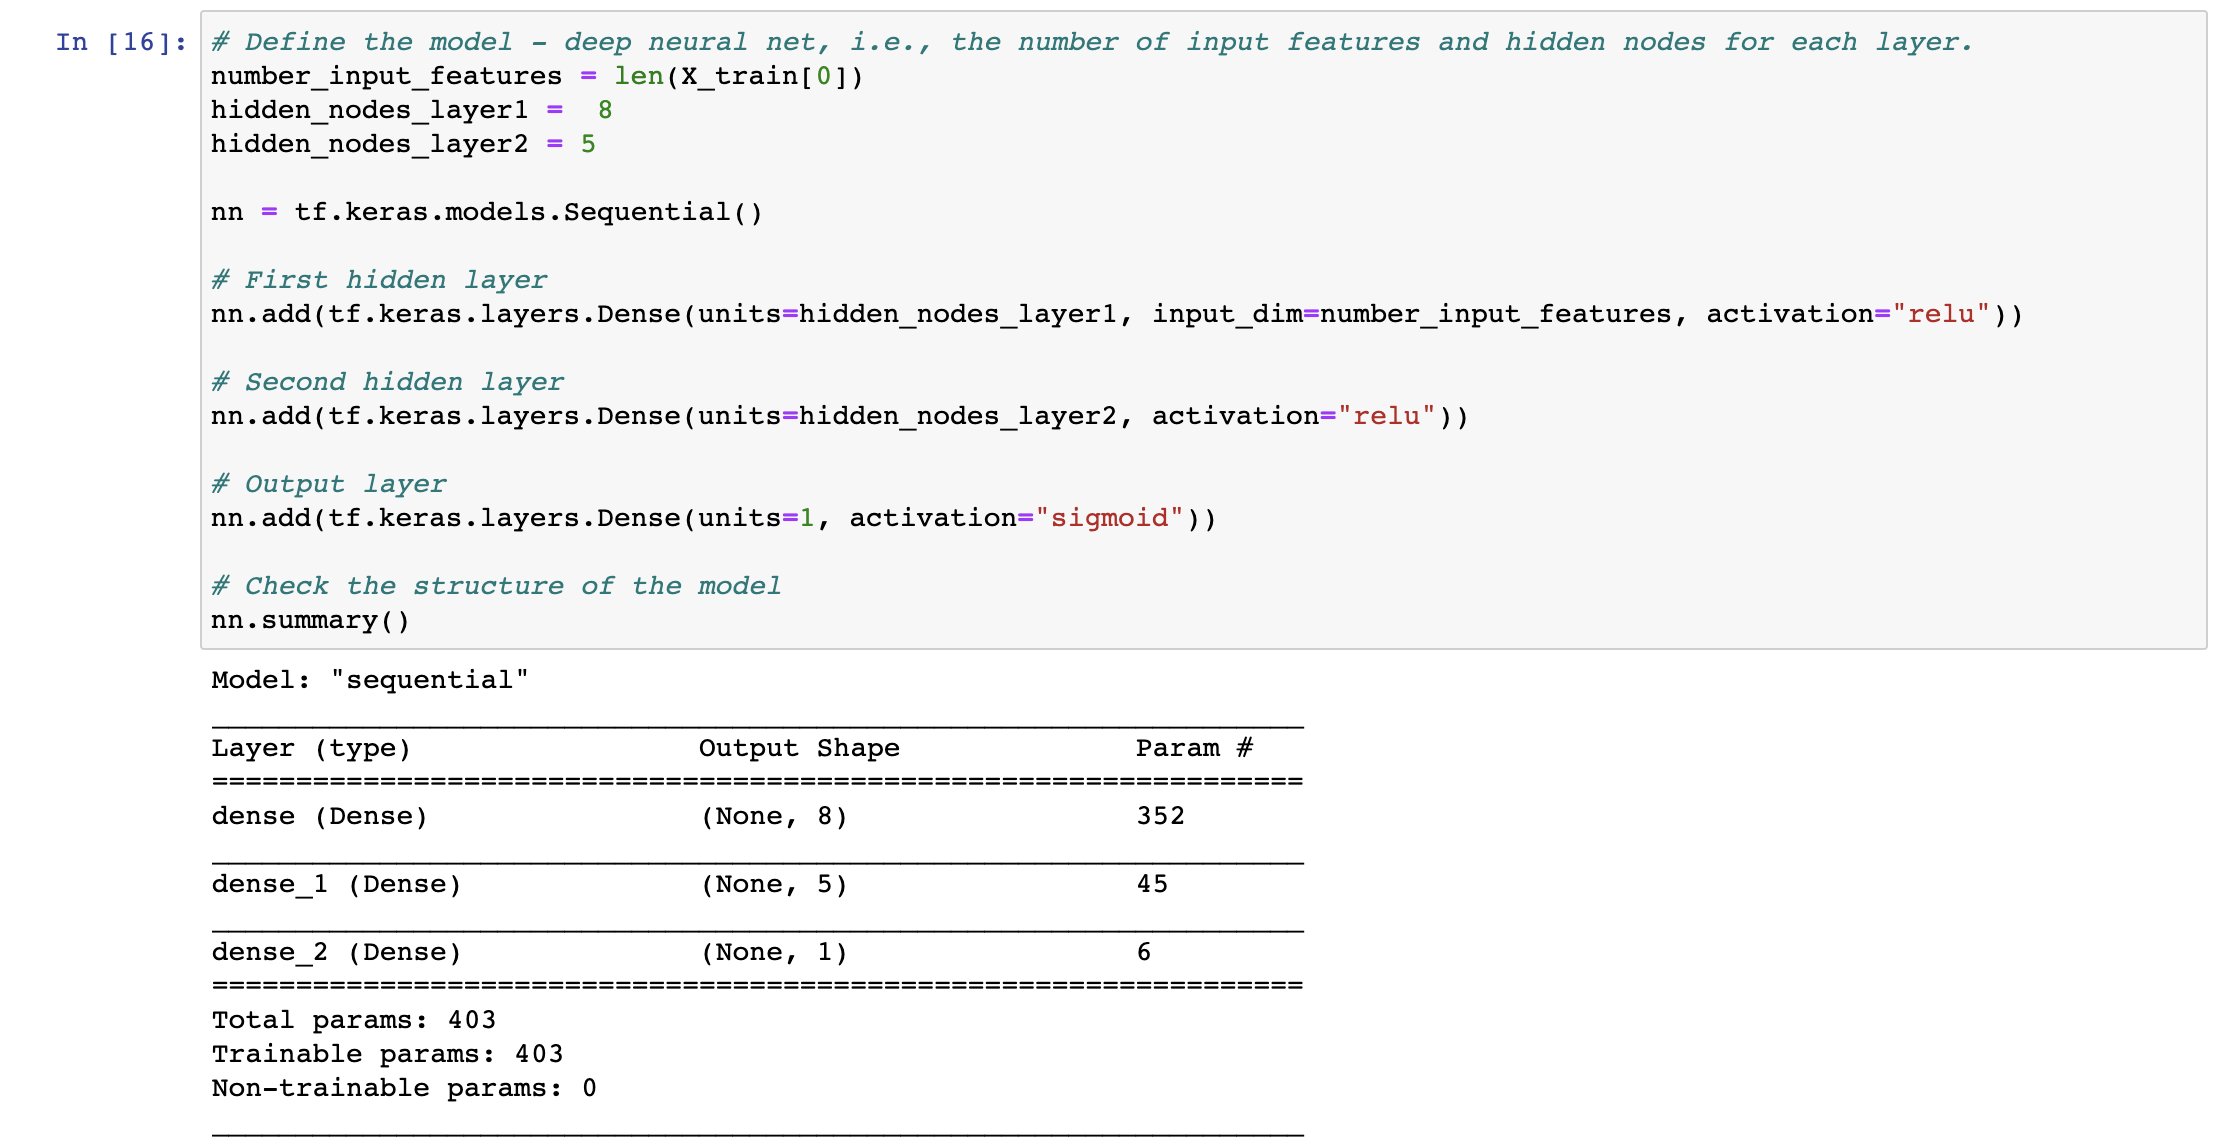 In [16]: # Define the model - deep neural net, i.e., the number of input features and hidden nodes for each layer.
number_input_features = len(X_train[0])
hidden_nodes_layer1 =  8
hidden_nodes_layer2 = 5
nn = tf.keras.models.Sequential()
# First hidden layer
nn.add(tf.keras.layers.Dense(units=hidden_nodes_layer1, input_dim=number_input_features, activation="relu"))
# Second hidden layer
nn.add(tf.keras.layers.Dense(units=hidden_nodes_layer2, activation="relu"))
# Output layer
nn.add(tf.keras.layers.Dense(units=1, activation="sigmoid"))
# Check the structure of the model
nn.summary()
Model: "sequential"
_________________________________________________________________
Layer (type)                 Output Shape              Param #
=================================================================
dense (Dense)                (None, 8)                 352
_________________________________________________________________
dense_1 (Dense)              (None, 5)                 45
_________________________________________________________________
dense_2 (Dense)              (None, 1)                 6
=================================================================
Total params: 403
Trainable params: 403
Non-trainable params: 0
_________________________________________________________________